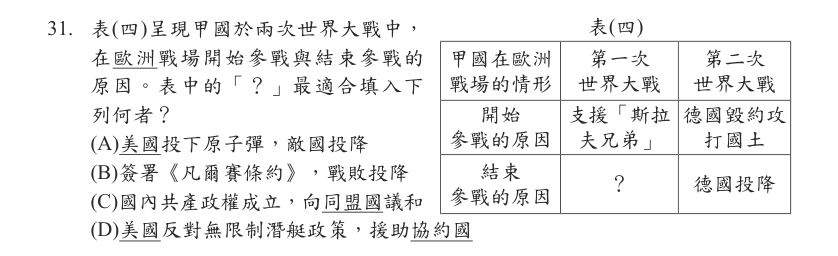 31. 表(四)呈現甲國於兩次世界大戰中，
在歐洲戰場開始參戰與結束參戰的
原因。表中的「？」最適合填入下
列何者？
(A)美國投下原子彈，敵國投降
(B)簽署《凡爾賽條約》，戰敗投降
(C)國內共產政權成立，向同盟國議和
(D)美國反對無限制潛艇政策，援助協約國
表(四)
甲國在歐洲 第一次 第二次
戰場的情形 世界大戰 世界大戰
開始 支援「斯拉 德國毀約攻
參戰的原因 夫兄弟」 打國土
結束
參戰的原因 ？ 德國投降